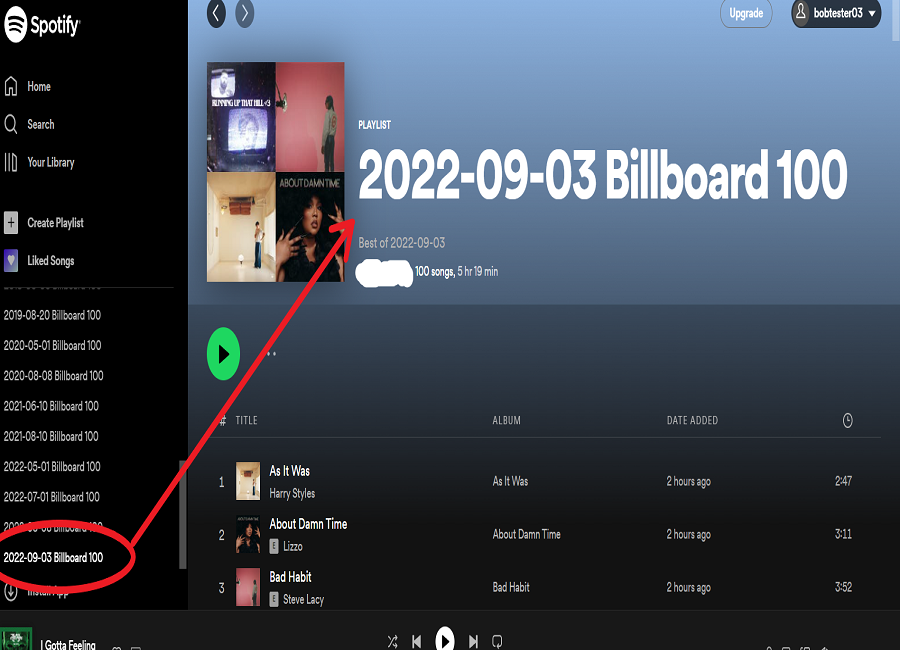 Spotify
Home
Search
Your Library
Create Playlist
Liked Songs
2019-08-20 Billboard 100
2020-05-01 Billboard 100
2020-08-08 Billboard 100
2021-06-10 Billboard 100
2021-08-10 Billboard 100
2022-05-01 Billboard 100
2022-07-01 Billboard 100
Billboard 100
2022-09-03 Billboard 100
Install App
I Gotta Feeling
Upgrade
bobtester03
RUNNING UP THAT HILL <3
ABOUT DAMN TIME
PLAYLIST
2022-09-03 Billboard 100
Best of 2022-09-03
100 songs, 5 hr 19 min
# TITLE ALBUM DATE ADDED
1 As It Was As It Was 2 hours ago 2:47
Harry Styles
2 About Damn Time About Damn Time 2 hours ago 3:11
E Lizzo
3 Bad Habit Bad Habit 2 hours ago 3:52
E Steve Lacy